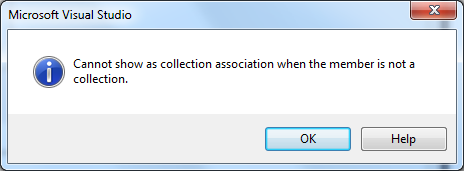 Microsoft Visual Studio
Cannot show as collection association when the member is not a
collection.
OK
Help